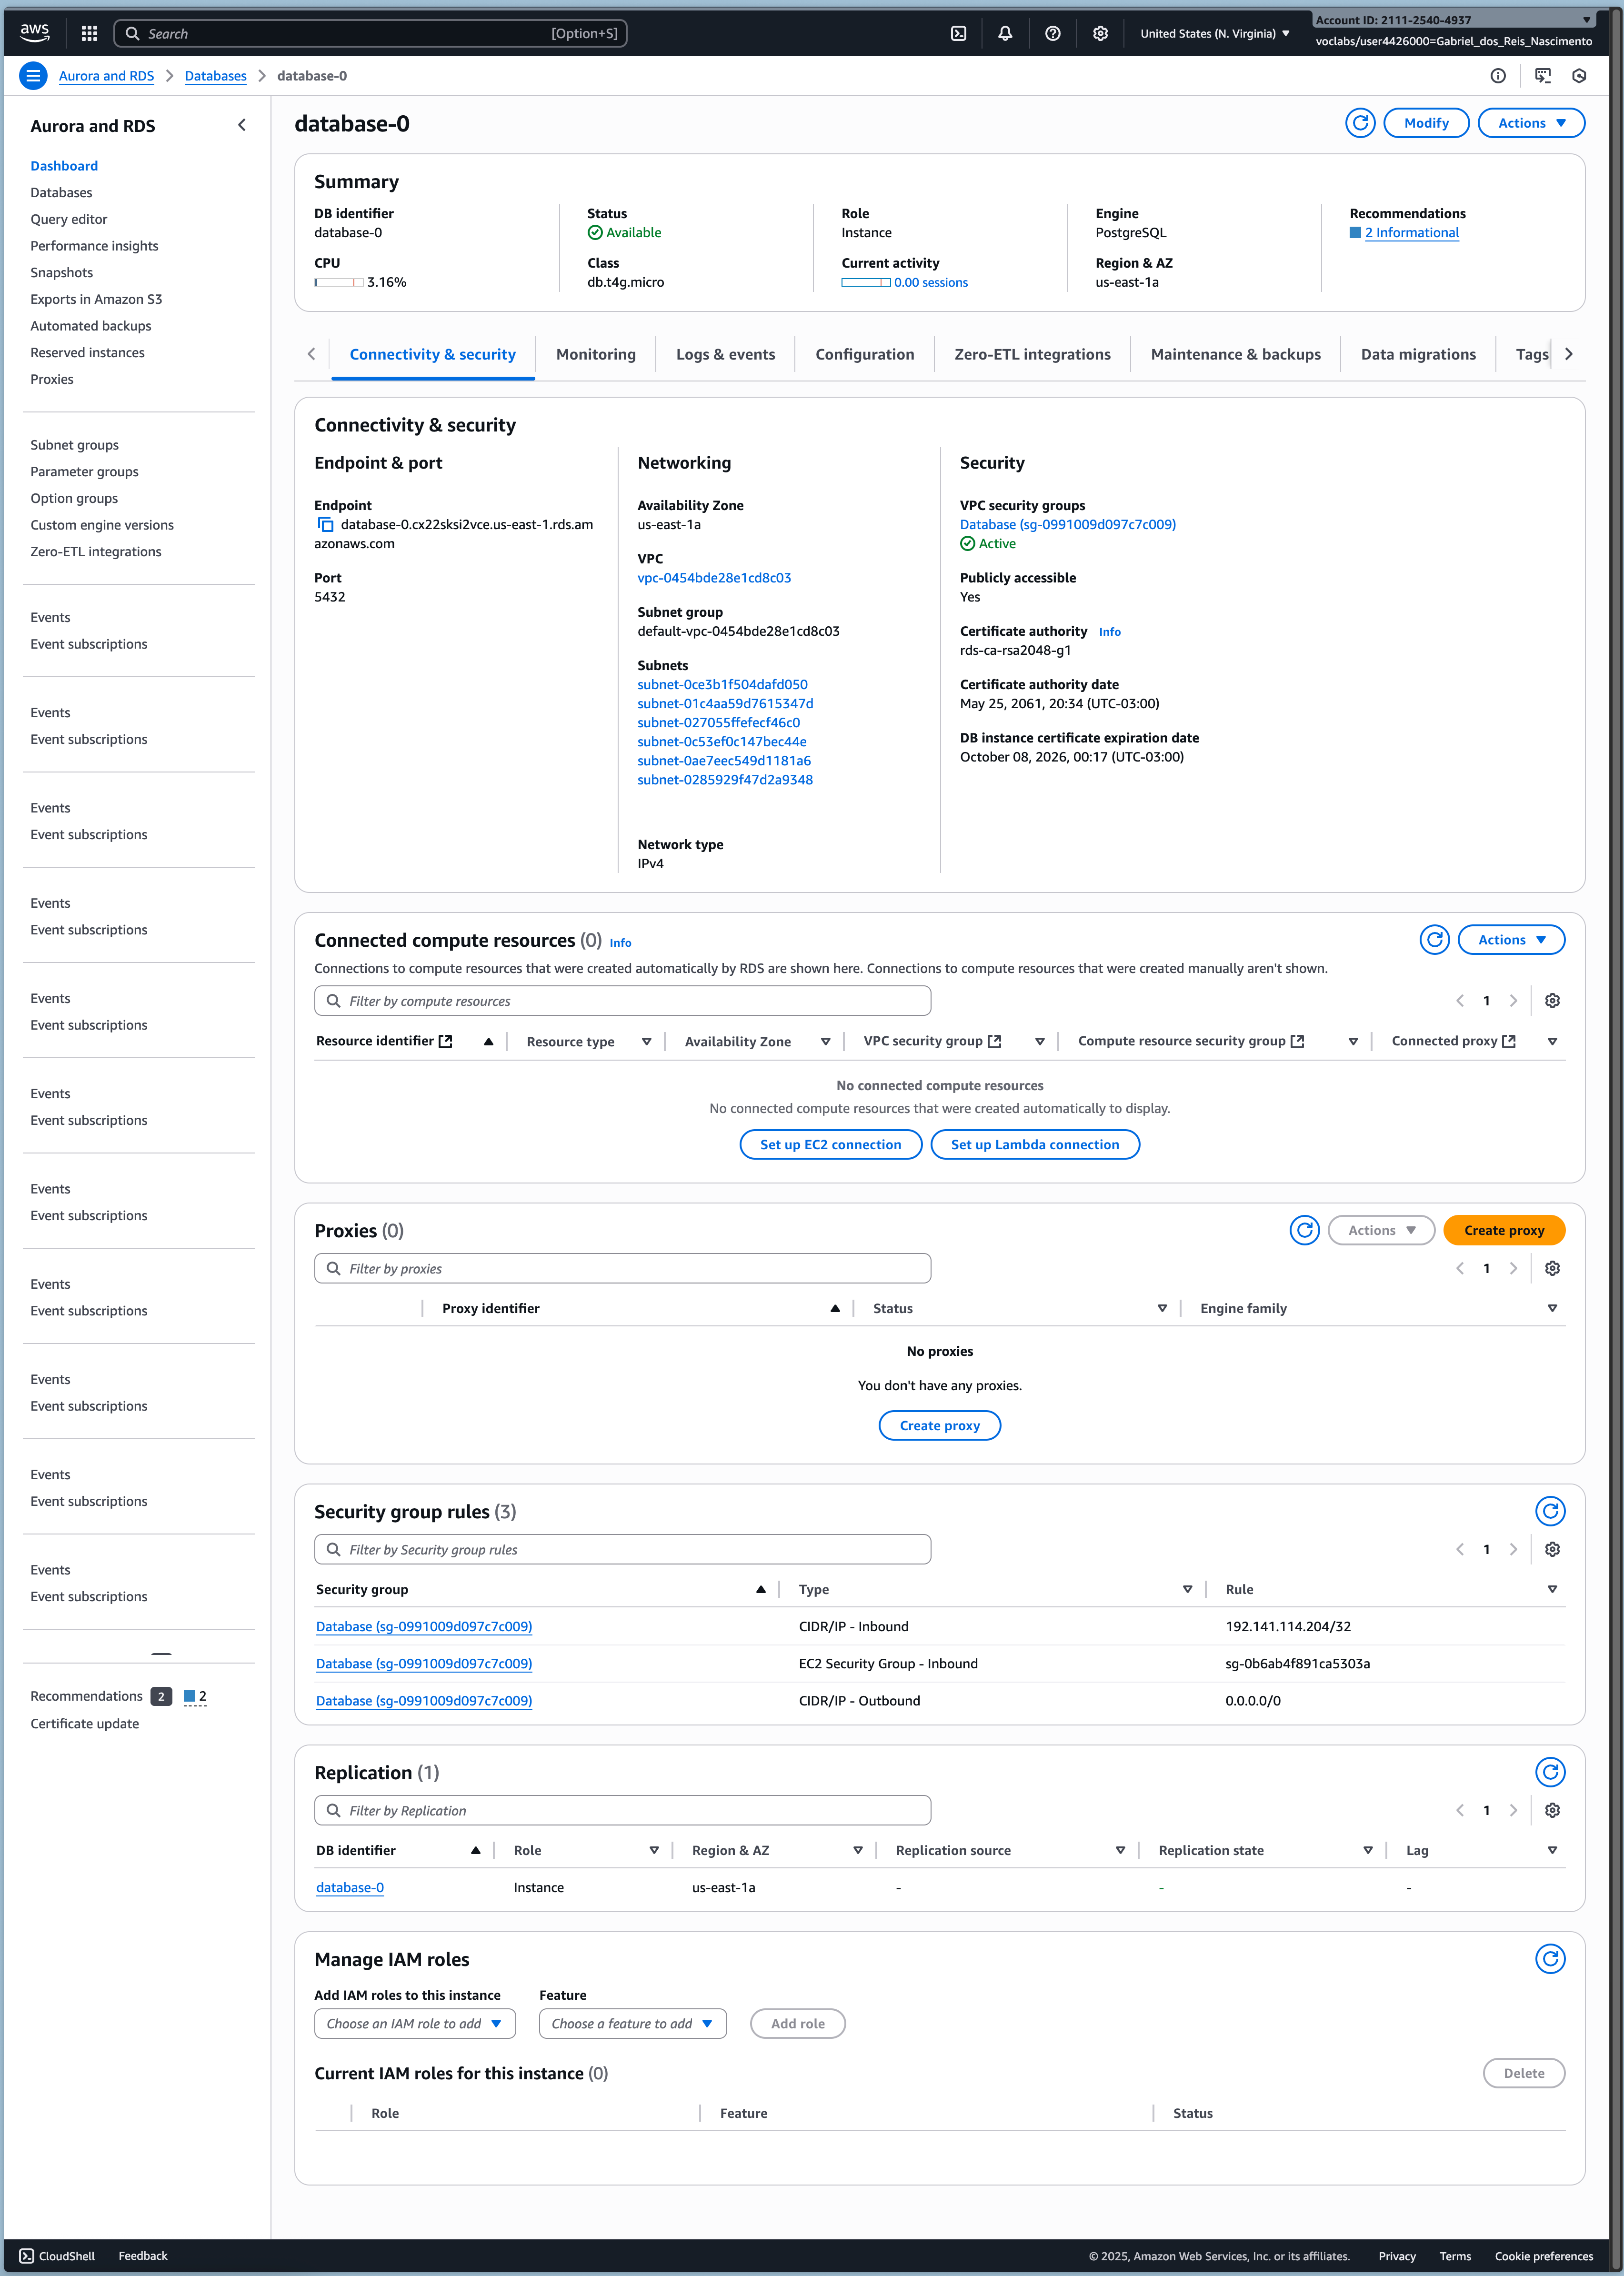 aws
Search [Option+S]
United States (N. Virginia)
Account ID: 2111-2540-4937
voclabs/user4426000=Gabriel_dos_Reis_Nascimento
Aurora and RDS
Databases
database-0
Aurora and RDS
Dashboard
Databases
Query editor
Performance insights
Snapshots
Exports in Amazon S3
Automated backups
Reserved instances
Proxies
Subnet groups
Parameter groups
Option groups
Custom engine versions
Zero-ETL integrations
Events
Event subscriptions
Events
Event subscriptions
Events
Event subscriptions
Events
Event subscriptions
Events
Event subscriptions
Events
Event subscriptions
Events
Event subscriptions
Events
Event subscriptions
Events
Event subscriptions
Events
Event subscriptions
Events
Event subscriptions
Recommendations 2 2
Certificate update
database-0
Modify
Actions
Summary
DB identifier
database-0
CPU
3.16%
Status
Available
Class
db.t4g.micro
Role
Instance
Current activity
0.00 sessions
Engine
PostgreSQL
Region & AZ
us-east-1a
Recommendations
2 Informational
Connectivity & security
Monitoring
Logs & events
Configuration
Zero-ETL integrations
Maintenance & backups
Data migrations
Tags
Connectivity & security
Endpoint & port
Endpoint
database-0.cx22sksi2vce.us-east-1.rds.am
azonaws.com
Port
5432
Networking
Availability Zone
us-east-1a
VPC
vpc-0454bde28e1cd8c03
Subnet group
default-vpc-0454bde28e1cd8c03
Subnets
subnet-0ce3b1f504dafd050
subnet-01c4aa59d7615347d
subnet-027055ffefecf46c0
subnet-0c53ef0c147bec44e
subnet-0ae7eec549d1181a6
subnet-0285929f47d2a9348
Network type
IPv4
Security
VPC security groups
Database (sg-0991009d097c7c009)
Active
Publicly accessible
Yes
Certificate authority Info
rds-ca-rsa2048-g1
Certificate authority date
May 25, 2061, 20:34 (UTC-03:00)
DB instance certificate expiration date
October 08, 2026, 00:17 (UTC-03:00)
Connected compute resources (0) Info
Actions
Connections to compute resources that were created automatically by RDS are shown here. Connections to compute resources that were created manually aren't shown.
Filter by compute resources
1
Resource identifier Resource type Availability Zone VPC security group Compute resource security group Connected proxy
No connected compute resources
No connected compute resources that were created automatically to display.
Set up EC2 connection
Set up Lambda connection
Proxies (0)
Actions
Create proxy
Filter by proxies
1
Proxy identifier Status Engine family
No proxies
You don't have any proxies.
Create proxy
Security group rules (3)
Filter by Security group rules
1
Security group Type Rule
Database (sg-0991009d097c7c009) CIDR/IP - Inbound 192.141.114.204/32
Database (sg-0991009d097c7c009) EC2 Security Group - Inbound sg-0b6ab4f891ca5303a
Database (sg-0991009d097c7c009) CIDR/IP - Outbound 0.0.0.0/0
Replication (1)
Filter by Replication
1
DB identifier Role Region & AZ Replication source Replication state Lag
database-0 Instance us-east-1a - - -
Manage IAM roles
Add IAM roles to this instance
Choose an IAM role to add
Feature
Choose a feature to add
Add role
Current IAM roles for this instance (0)
Delete
Role Feature Status
CloudShell
Feedback
© 2025, Amazon Web Services, Inc. or its affiliates.
Privacy
Terms
Cookie preferences